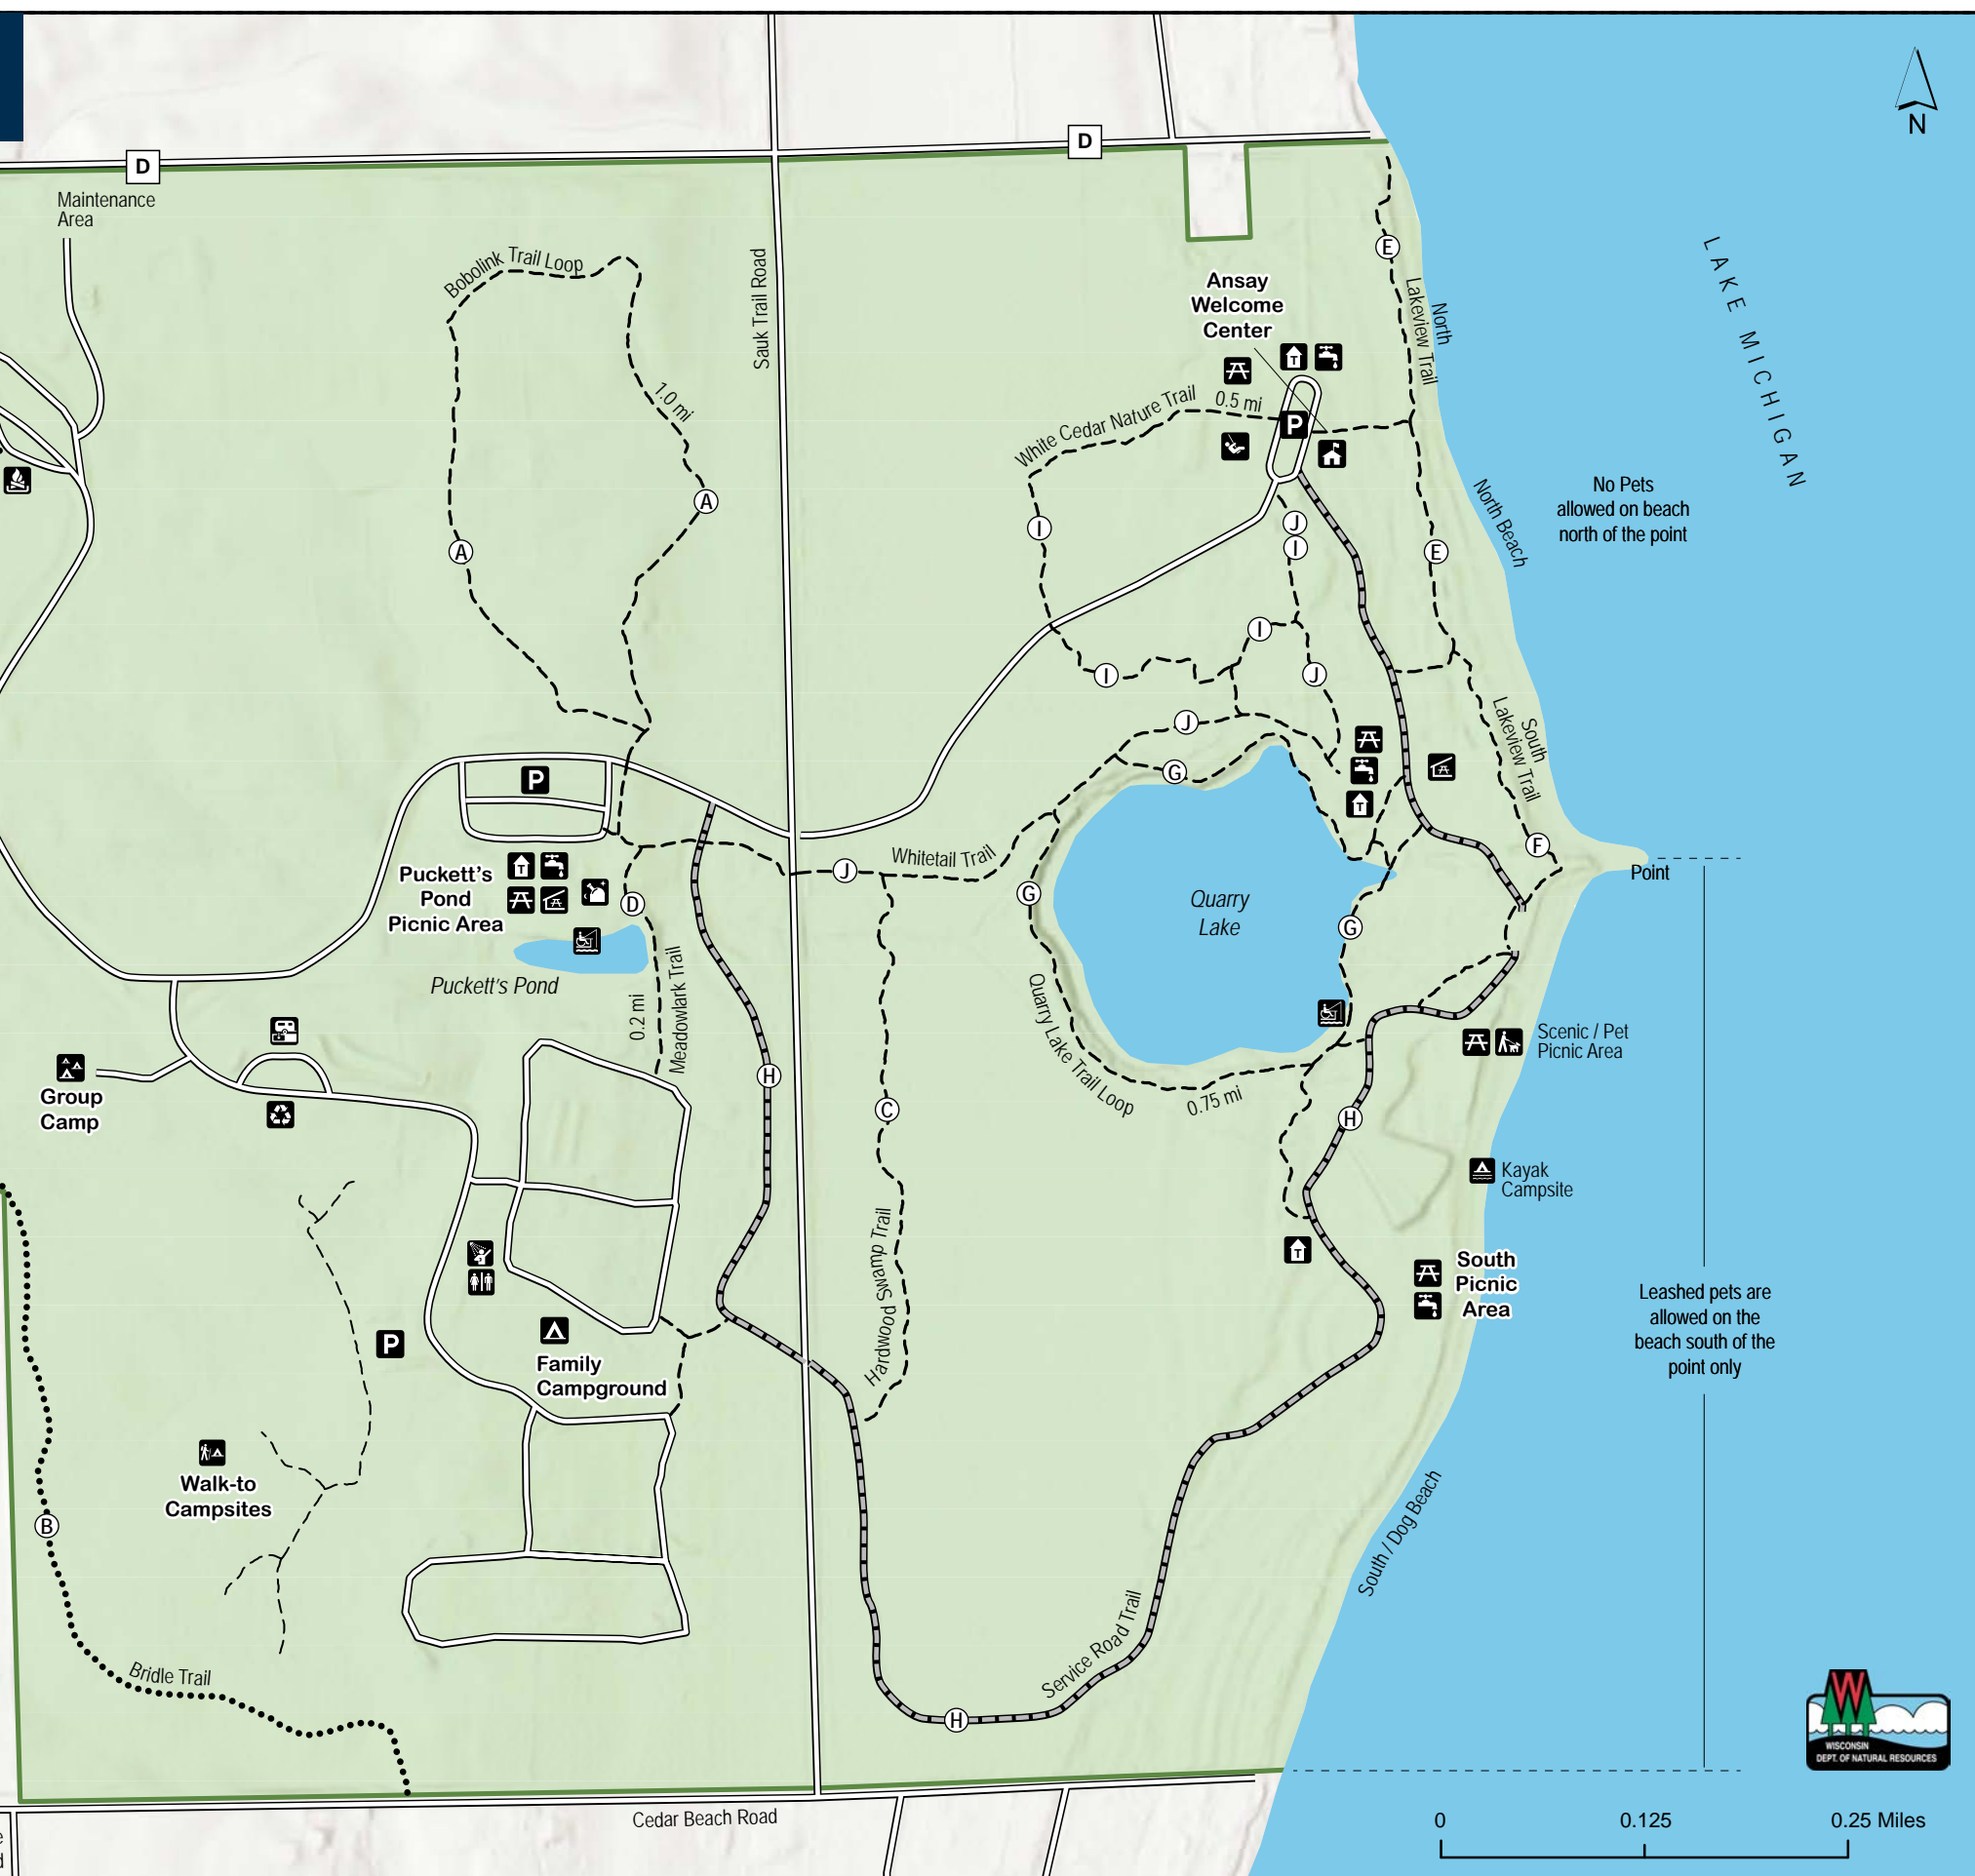 D
D
N
Maintenance
Area
Bobolink Trail Loop
1.0 mi
A
A
Sauk Trail Road
Ansay
Welcome
Center
E
North
Lakeview Trail
LAKE MICHIGAN
White Cedar Nature Trail
0.5 mi
P
T
No Pets
allowed on beach
north of the point
North Beach
E
I
J
I
I
I
J
J
G
South
Lakeview Trail
F
Point
T
P
Puckett's
Pond
Picnic Area
T
D
Puckett's Pond
0.2 mi
Meadowlark Trail
J
Whitetail Trail
G
Quarry
Lake
G
Quarry Lake Trail Loop
0.75 mi
Scenic / Pet
Picnic Area
Group
Camp
H
C
H
Kayak
Campsite
Hardwood Swamp Trail
T
South
Picnic
Area
Leashed pets are
allowed on the
beach south of the
point only
P
Family
Campground
Walk-to
Campsites
B
Bridle Trail
South / Dog Beach
Service Road Trail
H
W
WISCONSIN
DEPT. OF NATURAL RESOURCES
Cedar Beach Road
0 0.125 0.25 Miles